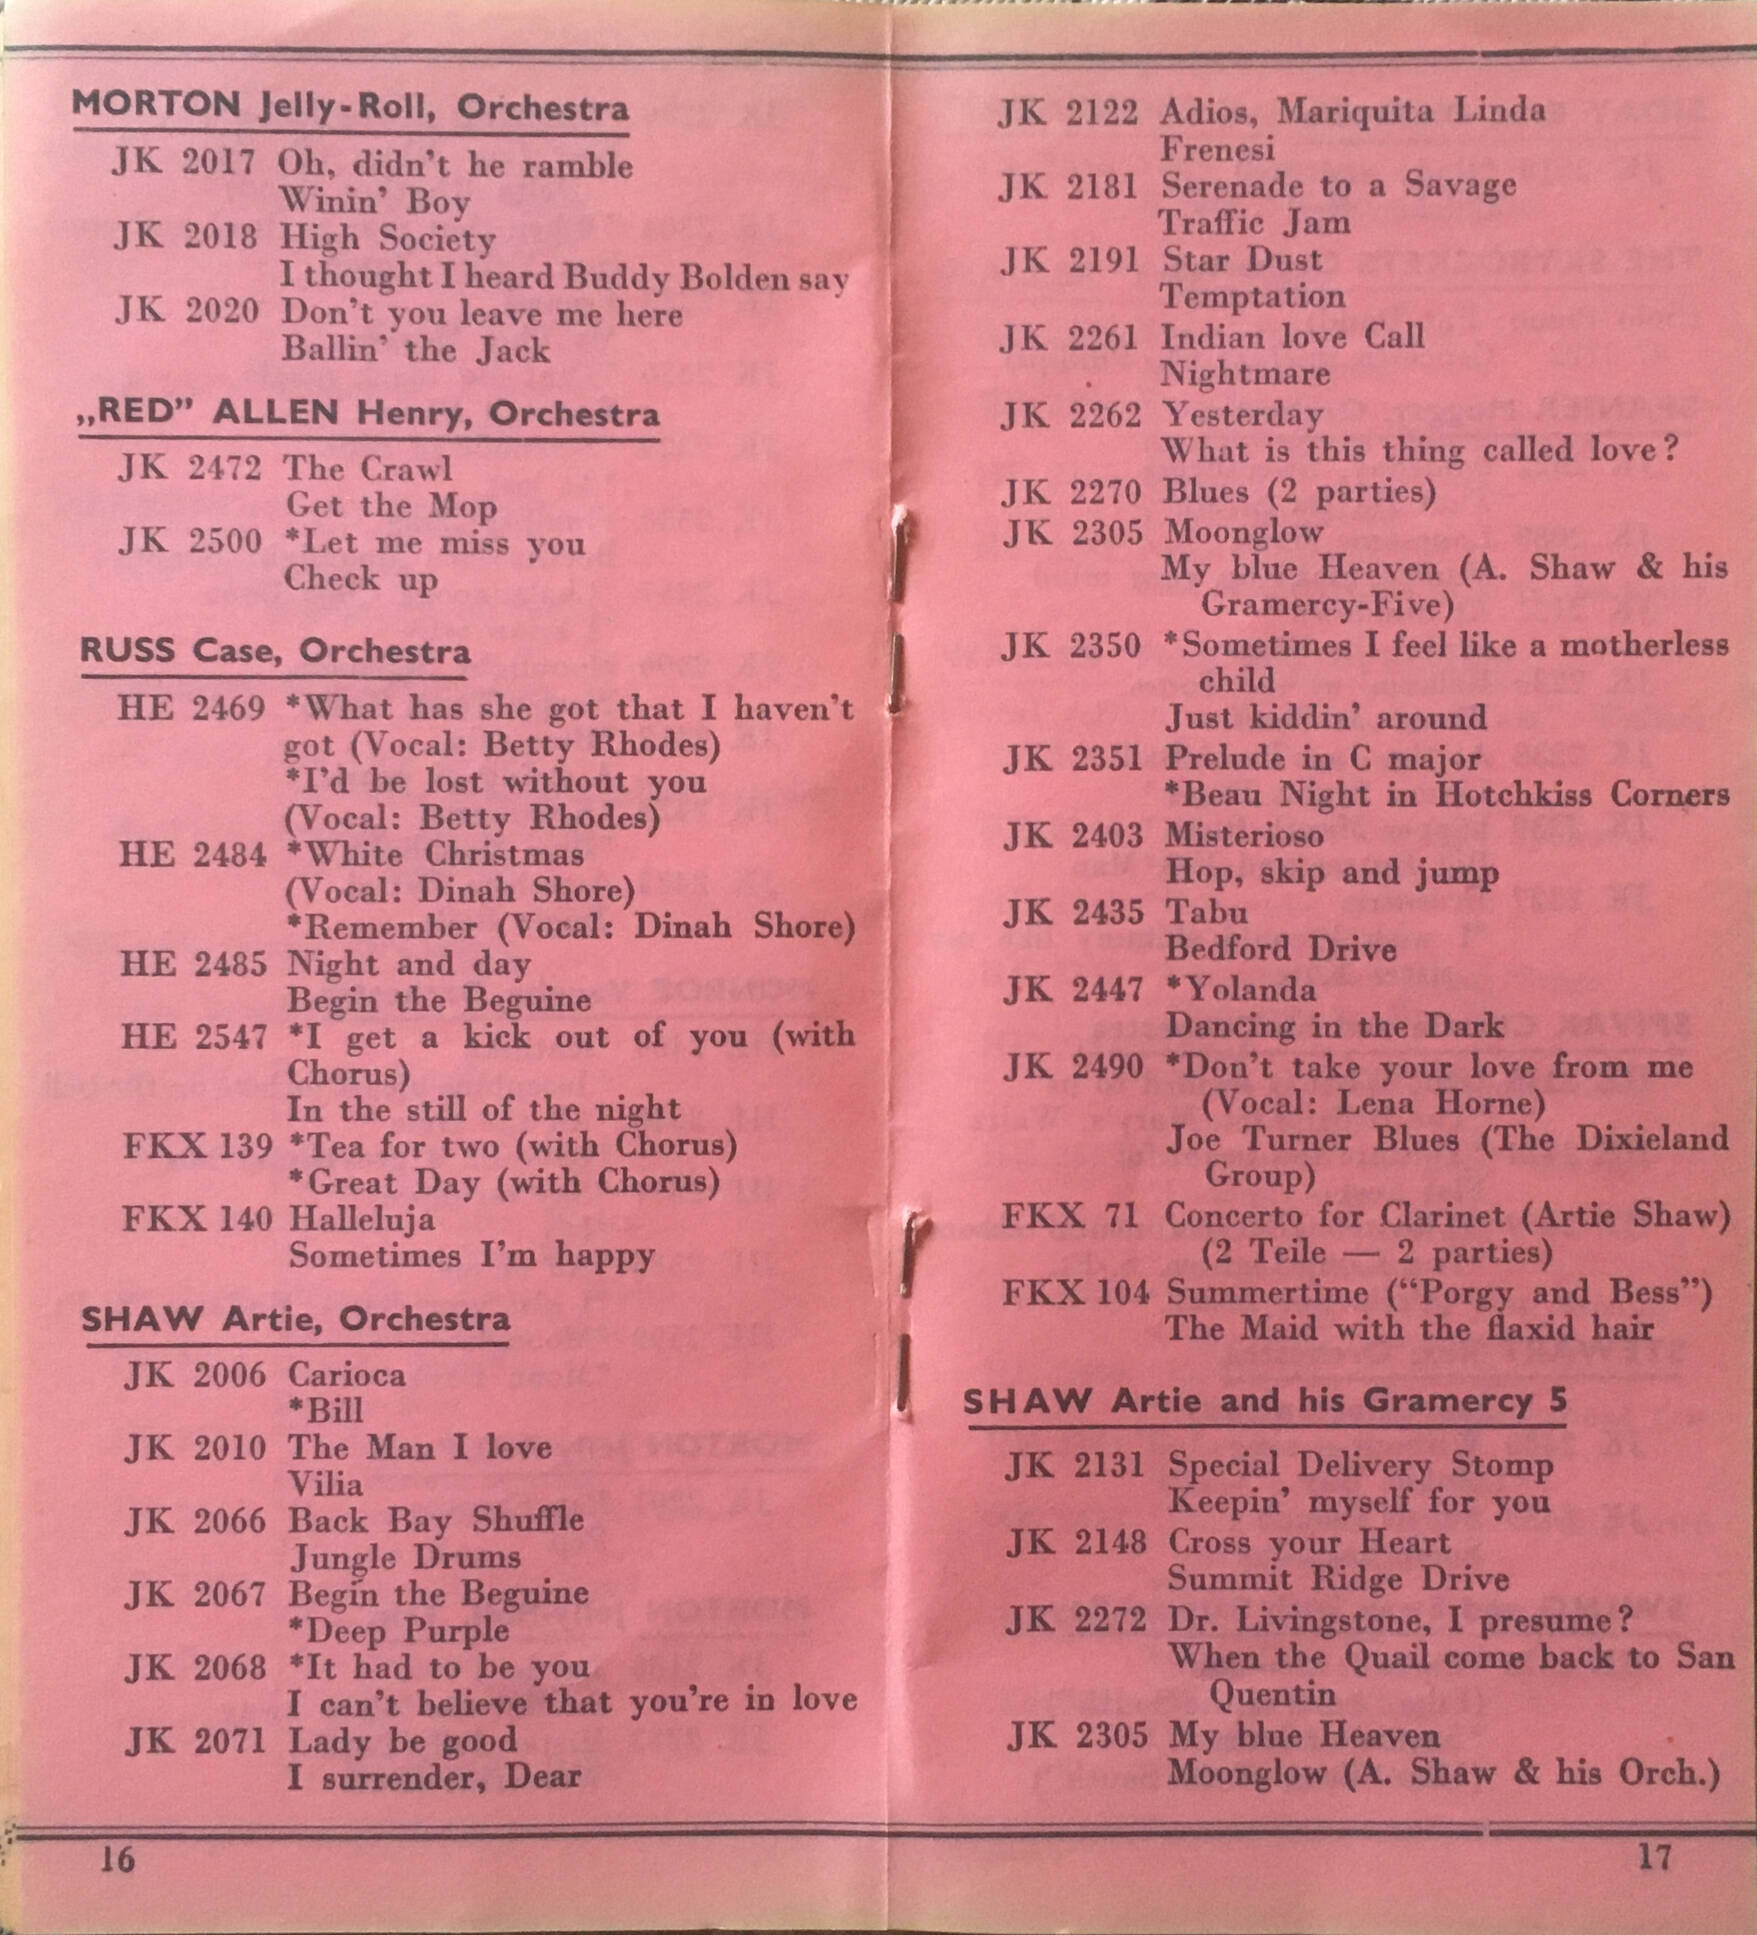 MORTON Jelly-Roll, Orchestra
JK 2017 Oh, didn't he ramble
Winin' Boy
JK 2018 High Society
I thought I heard Buddy Bolden say
JK 2020 Don't you leave me here
Ballin' the Jack
„RED” ALLEN Henry, Orchestra
JK 2472 The Crawl
Get the Mop
JK 2500 *Let me miss you
Check up
RUSS Case, Orchestra
HE 2469 *What has she got that I haven't
got (Vocal: Betty Rhodes)
*I'd be lost without you
(Vocal: Betty Rhodes)
HE 2484 *White Christmas
(Vocal: Dinah Shore)
*Remember (Vocal: Dinah Shore)
HE 2485 Night and day
Begin the Beguine
HE 2547 *I get a kick out of you (with
Chorus)
In the still of the night
FKX 139 *Tea for two (with Chorus)
*Great Day (with Chorus)
FKX 140 Halleluja
Sometimes I'm happy
SHAW Artie, Orchestra
JK 2006 Carioca
*Bill
JK 2010 The Man I love
Vilia
JK 2066 Back Bay Shuffle
Jungle Drums
JK 2067 Begin the Beguine
*Deep Purple
JK 2068 *It had to be you
I can't believe that you're in love
JK 2071 Lady be good
I surrender, Dear
16
JK 2122 Adios, Mariquita Linda
Frenesi
JK 2181 Serenade to a Savage
Traffic Jam
JK 2191 Star Dust
Temptation
JK 2261 Indian love Call
Nightmare
JK 2262 Yesterday
What is this thing called love?
JK 2270 Blues (2 parties)
JK 2305 Moonglow
My blue Heaven (A. Shaw & his
Gramercy-Five)
JK 2350 *Sometimes I feel like a motherless
child
Just kiddin' around
JK 2351 Prelude in C major
*Beau Night in Hotchkiss Corners
JK 2403 Misterioso
Hop, skip and jump
JK 2435 Tabu
Bedford Drive
JK 2447 *Yolanda
Dancing in the Dark
JK 2490 *Don't take your love from me
(Vocal: Lena Horne)
Joe Turner Blues (The Dixieland
Group)
FKX 71 Concerto for Clarinet (Artie Shaw)
(2 Teile — 2 parties)
FKX 104 Summertime (“Porgy and Bess”)
The Maid with the flaxid hair
SHAW Artie and his Gramercy 5
JK 2131 Special Delivery Stomp
Keepin' myself for you
JK 2148 Cross your Heart
Summit Ridge Drive
JK 2272 Dr. Livingstone, I presume?
When the Quail come back to San
Quentin
JK 2305 My blue Heaven
Moonglow (A. Shaw & his Orch.)
17